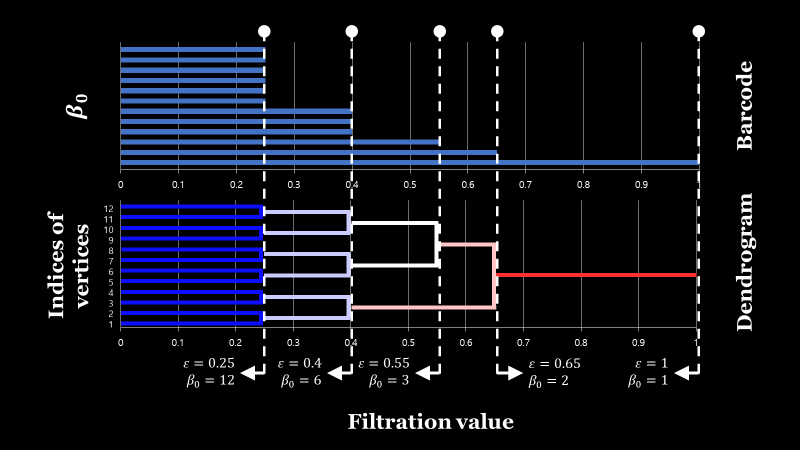 β₀
Barcode
0 0.1 0.2 0.3 0.4 0.5 0.6 0.7 0.8 0.9 1
Indices of
vertices
12
11
10
9
8
7
6
5
4
3
2
1
Dendrogram
0 0.1 0.2 0.3 0.4 0.5 0.6 0.7 0.8 0.9 1
ε = 0.25
β₀ = 12
ε = 0.4
β₀ = 6
ε = 0.55
β₀ = 3
ε = 0.65
β₀ = 2
ε = 1
β₀ = 1
Filtration value